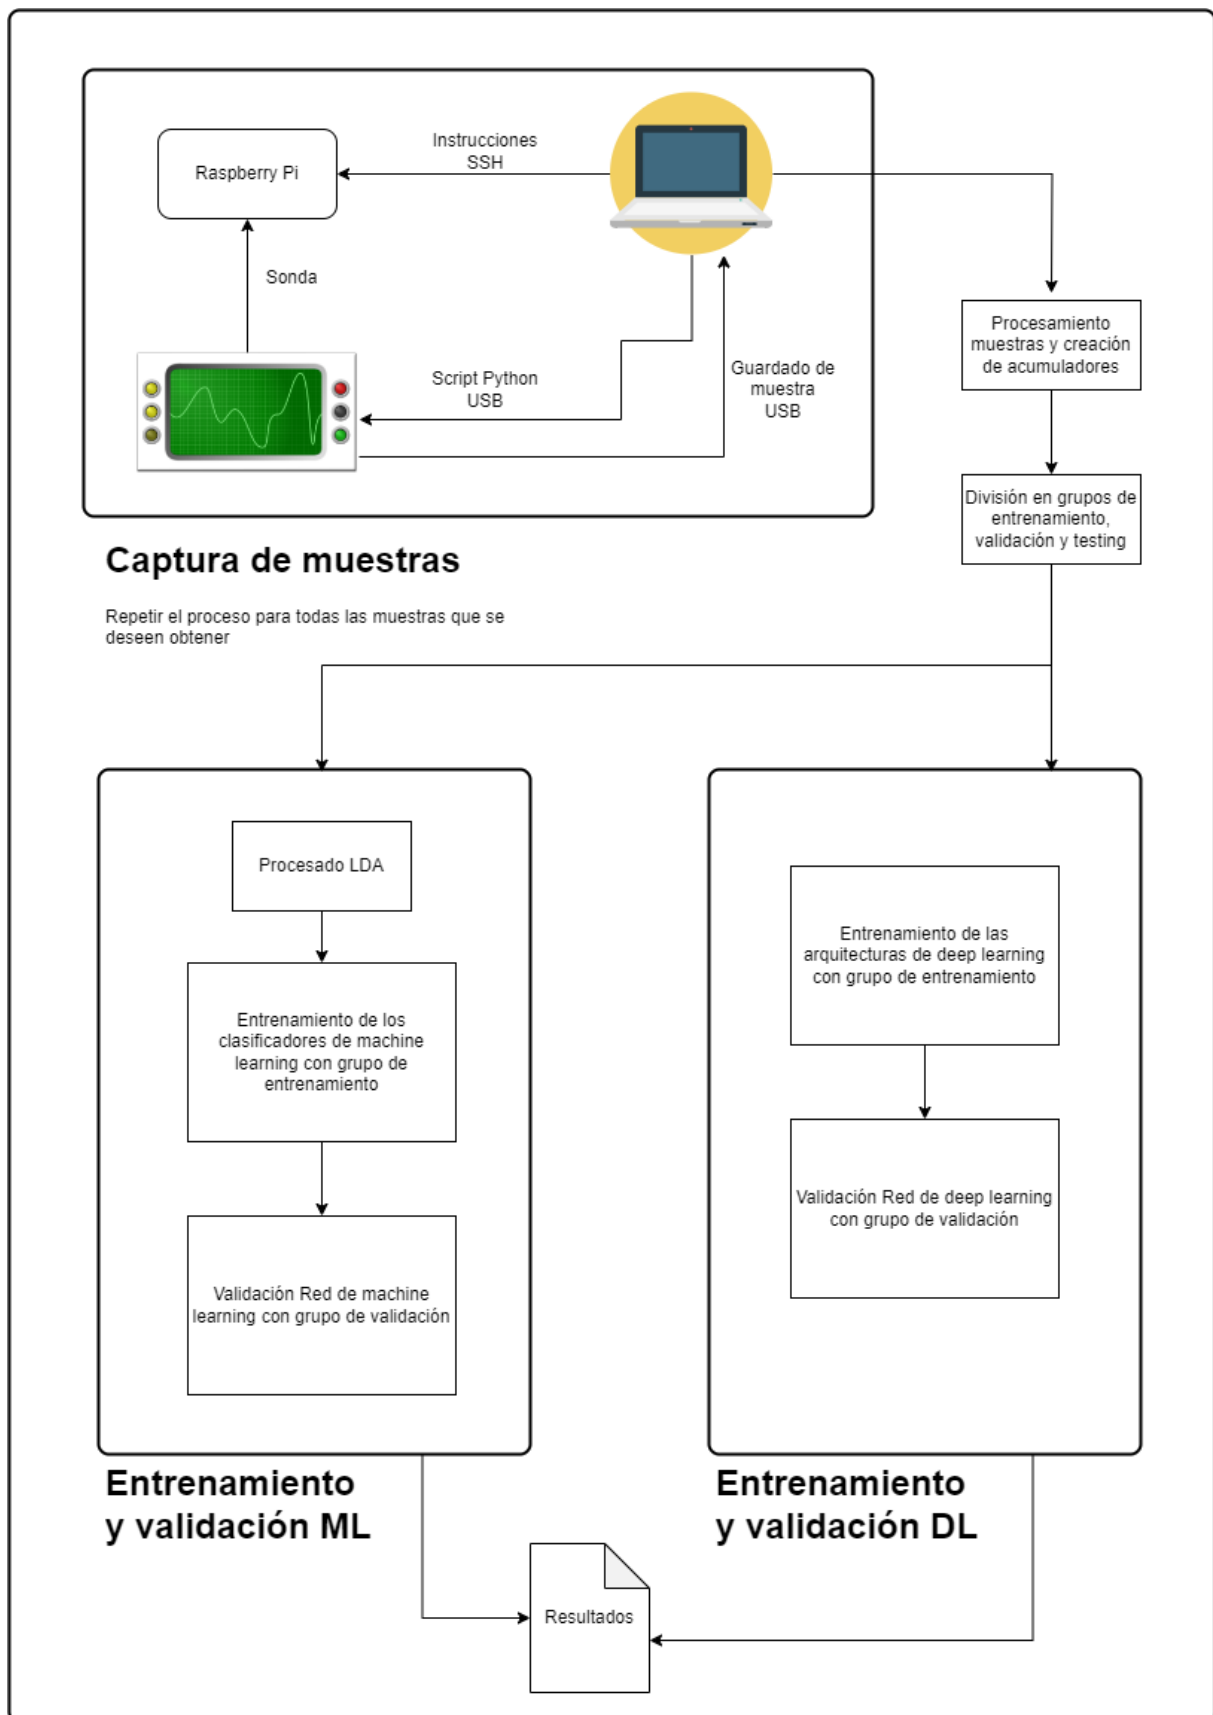 Instrucciones
SSH
Raspberry Pi
Sonda
Script Python
USB
Guardado de
muestra
USB
Procesamiento
muestras y creación
de acumuladores
División en grupos de
entrenamiento,
validación y testing
Captura de muestras
Repetir el proceso para todas las muestras que se
deseen obtener
Procesado LDA
Entrenamiento de los
clasificadores de machine
learning con grupo de
entrenamiento
Validación Red de machine
learning con grupo de validación
Entrenamiento
y validación ML
Entrenamiento de las
arquitecturas de deep learning
con grupo de entrenamiento
Validación Red de deep learning
con grupo de validación
Entrenamiento
y validación DL
Resultados